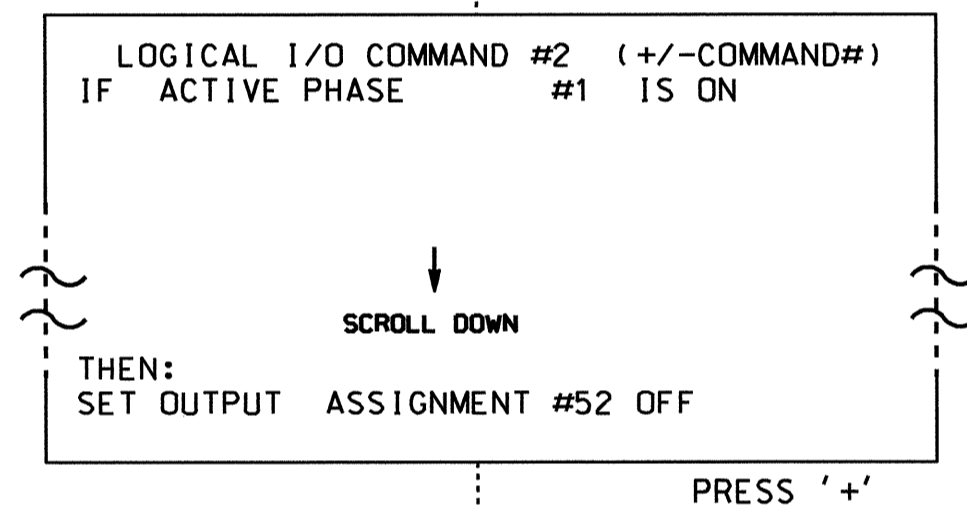 LOGICAL I/O COMMAND #2 (+/-COMMAND#)
IF ACTIVE PHASE #1 IS ON
SCROLL DOWN
THEN:
SET OUTPUT ASSIGNMENT #52 OFF
PRESS '+'